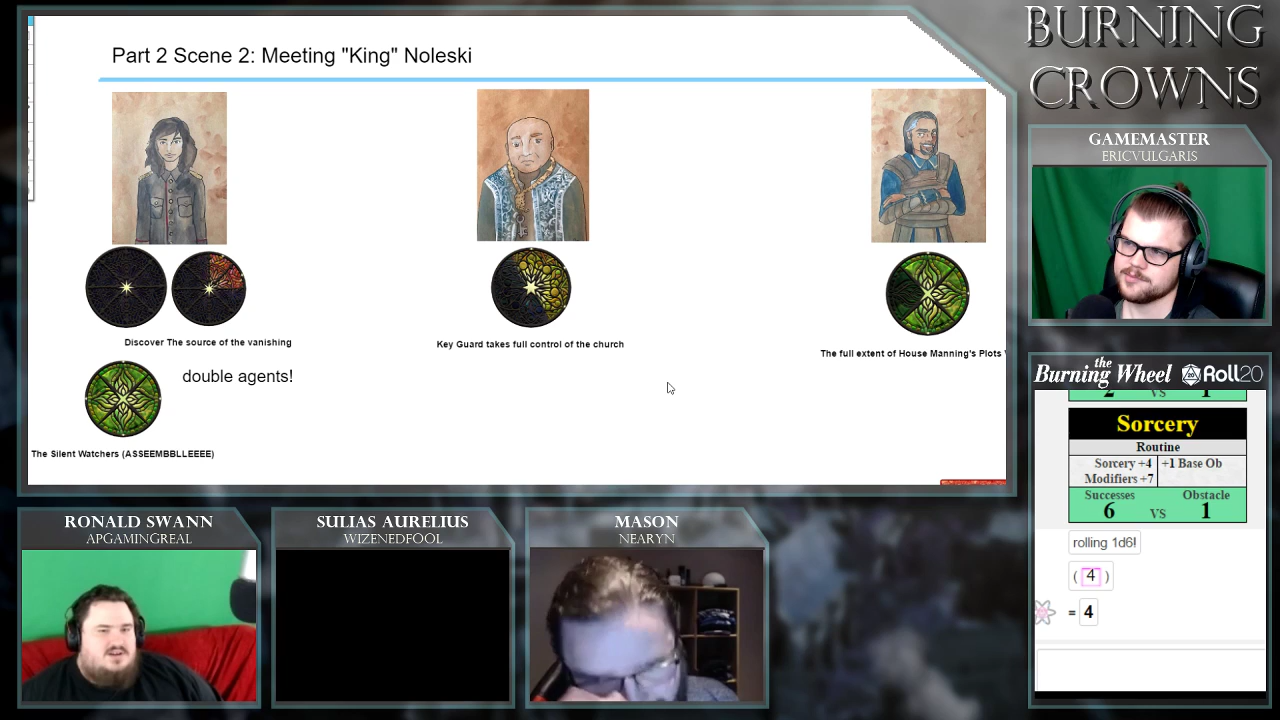 Part 2 Scene 2: Meeting "King" Noleski
Discover The source of the vanishing
Key Guard takes full control of the church
The full extent of House Manning's Plots
double agents!
The Silent Watchers (ASSEEMBBLLEEEE)
BURNING
CROWNS
GAMEMASTER
ERICVULGARIS
the
Burning Wheel Roll20
2 VS 1
Sorcery
Routine
Sorcery +4 +1 Base Ob
Modifiers +7
Successes Obstacle
6 VS 1
rolling 1d6!
( 4 )
= 4
RONALD SWANN
APGAMINGREAL
SULIAS AURELIUS
WIZENEDFOOL
MASON
NEARYN